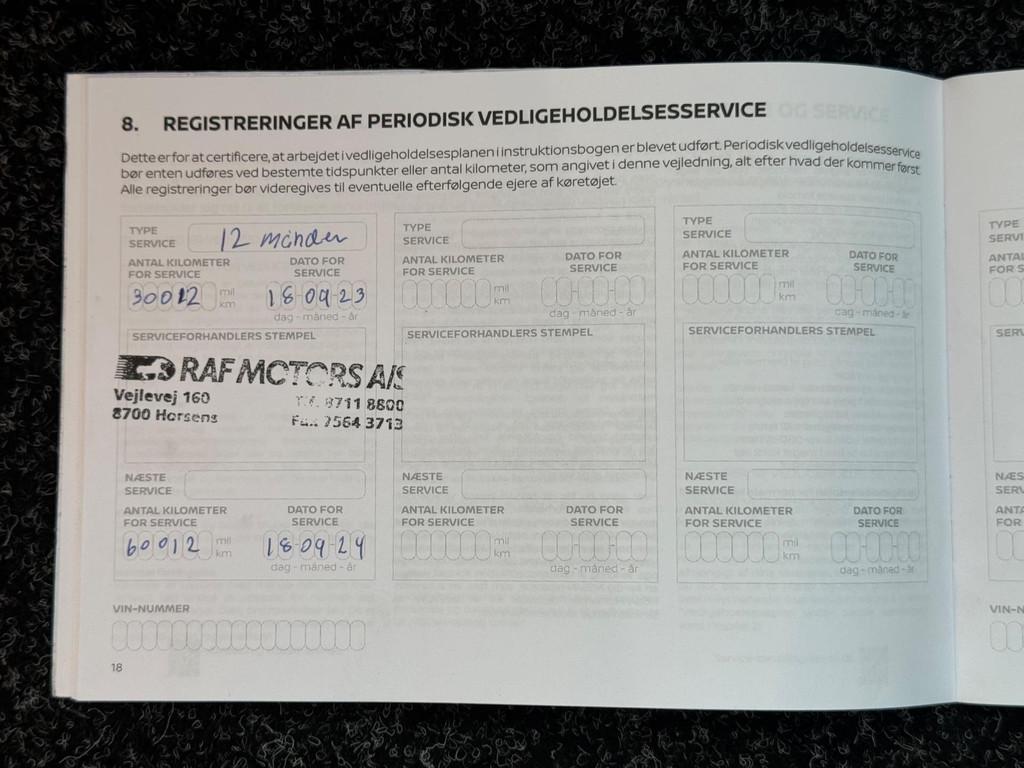 8. REGISTRERINGER AF PERIODISK VEDLIGEHOLDELSESSERVICE
Dette er for at certificere, at arbejdet i vedligeholdelsesplanen i instruktionsbogen er blevet udført. Periodisk vedligeholdelsesservice
bør enten udføres ved bestemte tidspunkter eller antal kilometer, som angivet i denne vejledning, alt efter hvad der kommer først.
Alle registreringer bør videregives til eventuelle efterfølgende ejere af køretøjet.
TYPE
SERVICE
12 månder
ANTAL KILOMETER
FOR SERVICE
DATO FOR
SERVICE
30012
mil
km
18-09-23
dag - måned - år
SERVICEFORHANDLERS STEMPEL
RAF MOTORS A/S
Vejlevej 160
8700 Horsens
Tlf. 8711 8800
Fax 7564 3713
NÆSTE
SERVICE
ANTAL KILOMETER
FOR SERVICE
DATO FOR
SERVICE
60012
mil
km
18-09-24
dag - måned - år
VIN-NUMMER
18
TYPE
SERVICE
ANTAL KILOMETER
FOR SERVICE
DATO FOR
SERVICE
mil
km
dag - måned - år
SERVICEFORHANDLERS STEMPEL
NÆSTE
SERVICE
ANTAL KILOMETER
FOR SERVICE
DATO FOR
SERVICE
mil
km
dag - måned - år
TYPE
SERVICE
ANTAL KILOMETER
FOR SERVICE
DATO FOR
SERVICE
mil
km
dag - måned - år
SERVICEFORHANDLERS STEMPEL
NÆSTE
SERVICE
ANTAL KILOMETER
FOR SERVICE
DATO FOR
SERVICE
mil
km
dag - måned - år
TYPE